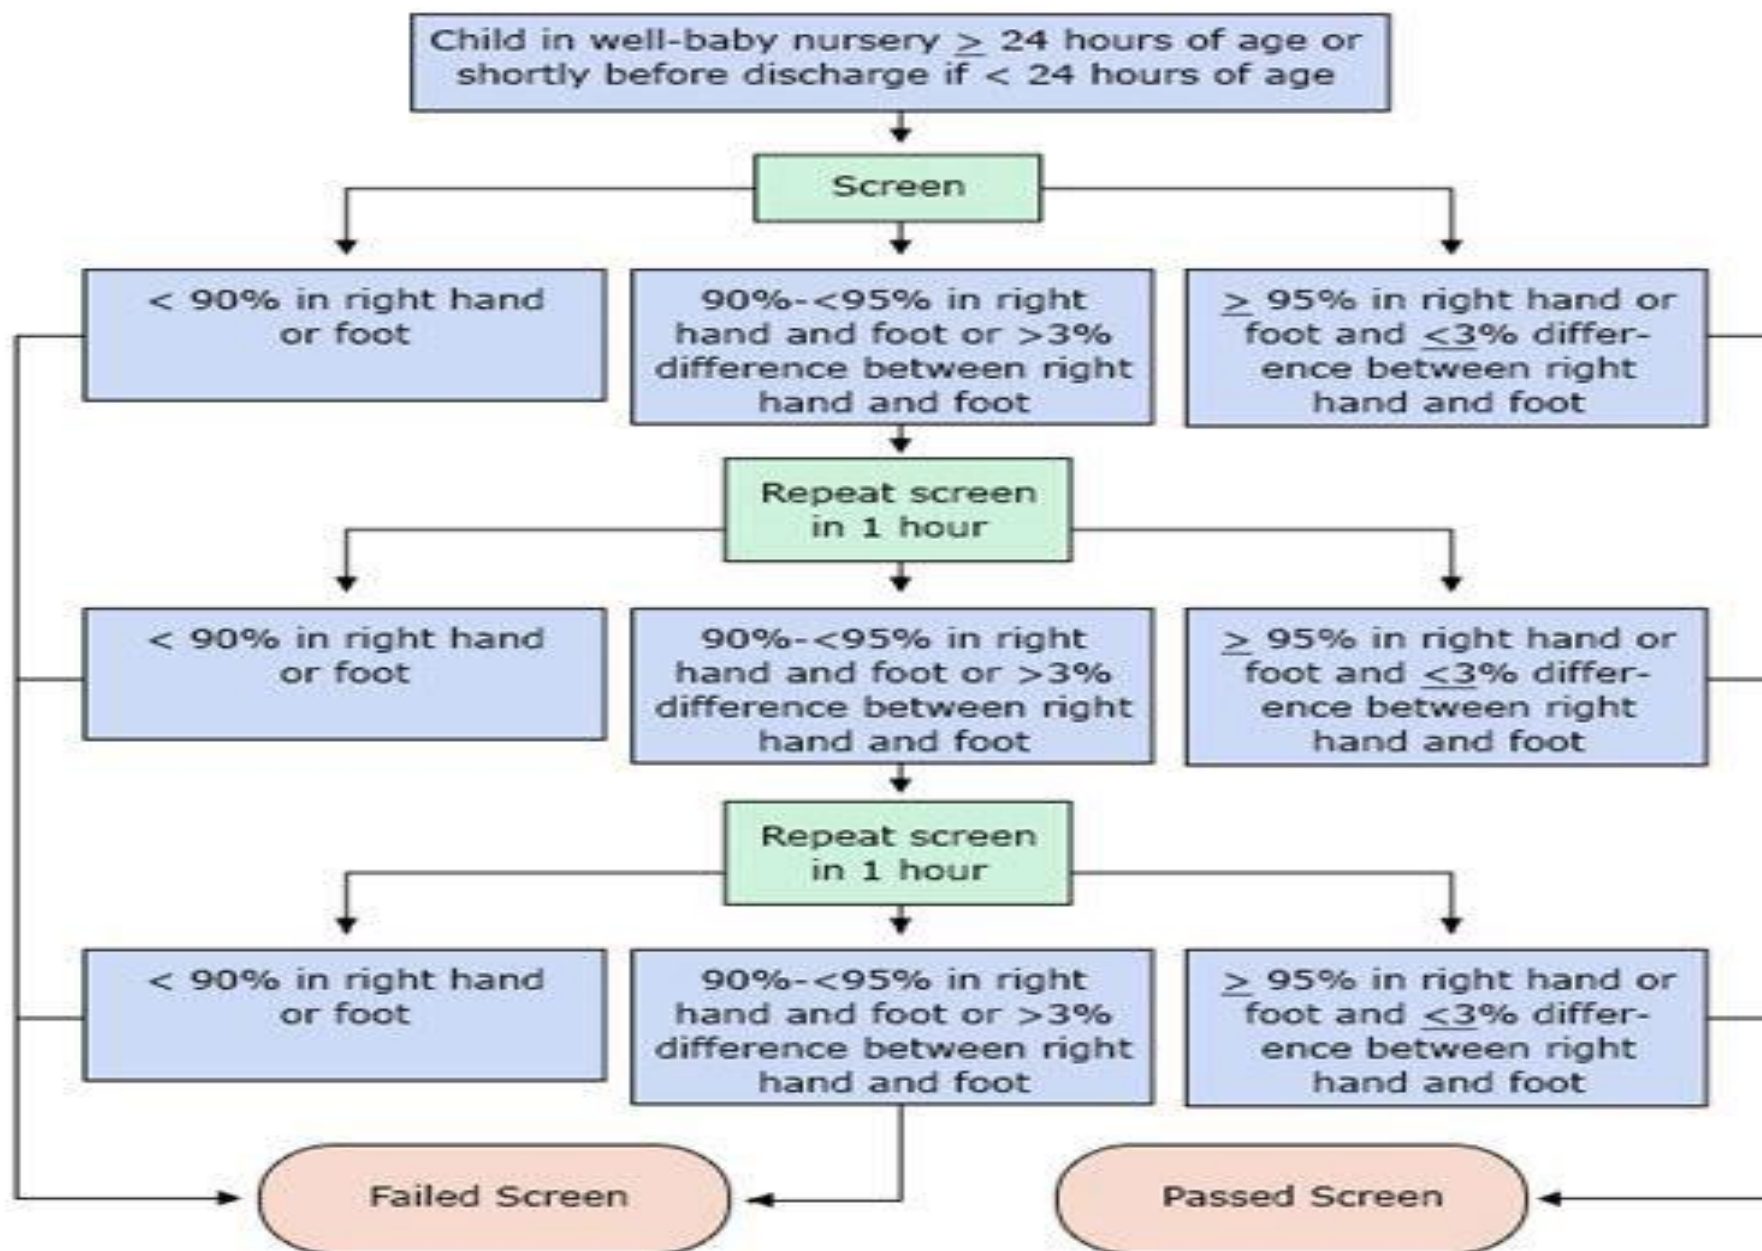 Child in well-baby nursery ≥ 24 hours of age or
shortly before discharge if < 24 hours of age
Screen
< 90% in right hand
or foot
90%-<95% in right
hand and foot or >3%
difference between right
hand and foot
≥ 95% in right hand or
foot and ≤3% differ-
ence between right
hand and foot
Repeat screen
in 1 hour
< 90% in right hand
or foot
90%-<95% in right
hand and foot or >3%
difference between right
hand and foot
≥ 95% in right hand or
foot and ≤3% differ-
ence between right
hand and foot
Repeat screen
in 1 hour
< 90% in right hand
or foot
90%-<95% in right
hand and foot or >3%
difference between right
hand and foot
≥ 95% in right hand or
foot and ≤3% differ-
ence between right
hand and foot
Failed Screen
Passed Screen